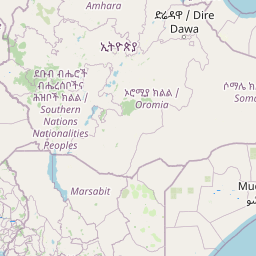 Amhara
ድሬዳዋ / Dire
Dawa
ኢትዮጵያ
ደቡብ ብሔሮች
ብሔረሰቦችና
ሕዝቦች ክልል /
Southern
Nations
Nationalities
Peoples
ኦሮሚያ ክልል /
Oromia
ሶማሌ ክልል
Soma
Marsabit
Mud